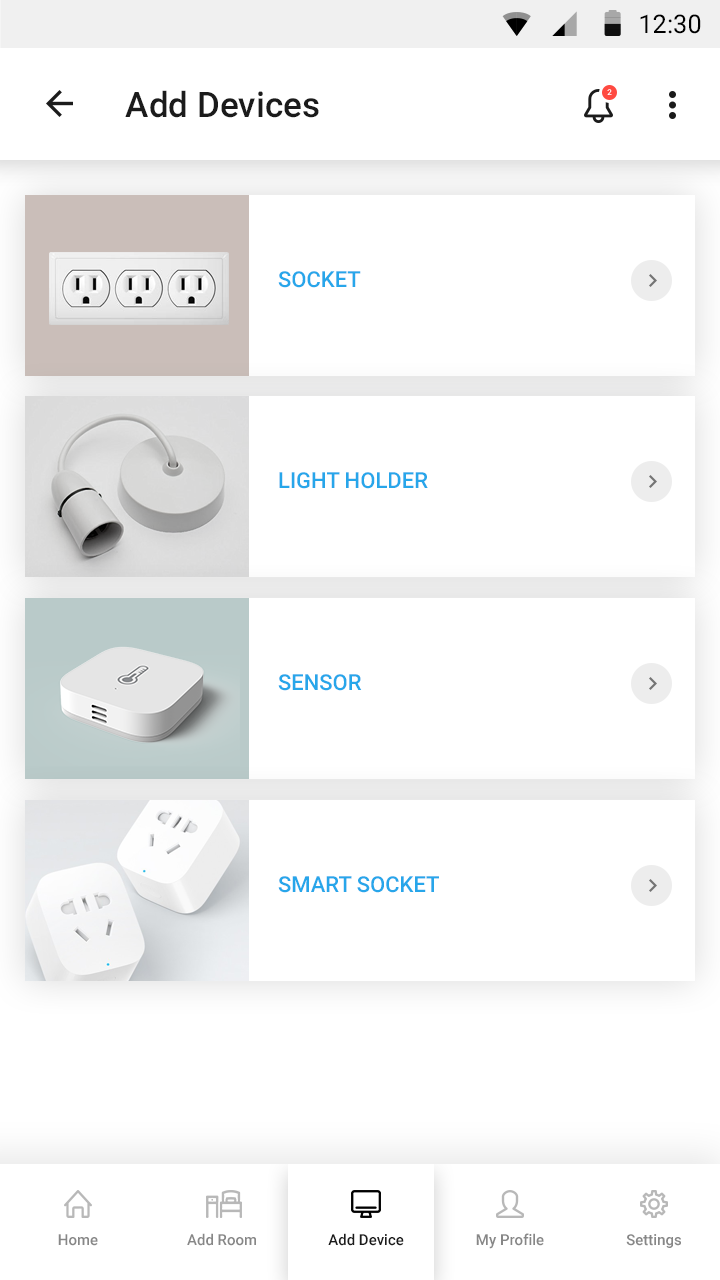 12:30
Add Devices
2
SOCKET
LIGHT HOLDER
SENSOR
SMART SOCKET
Home
Add Room
Add Device
My Profile
Settings